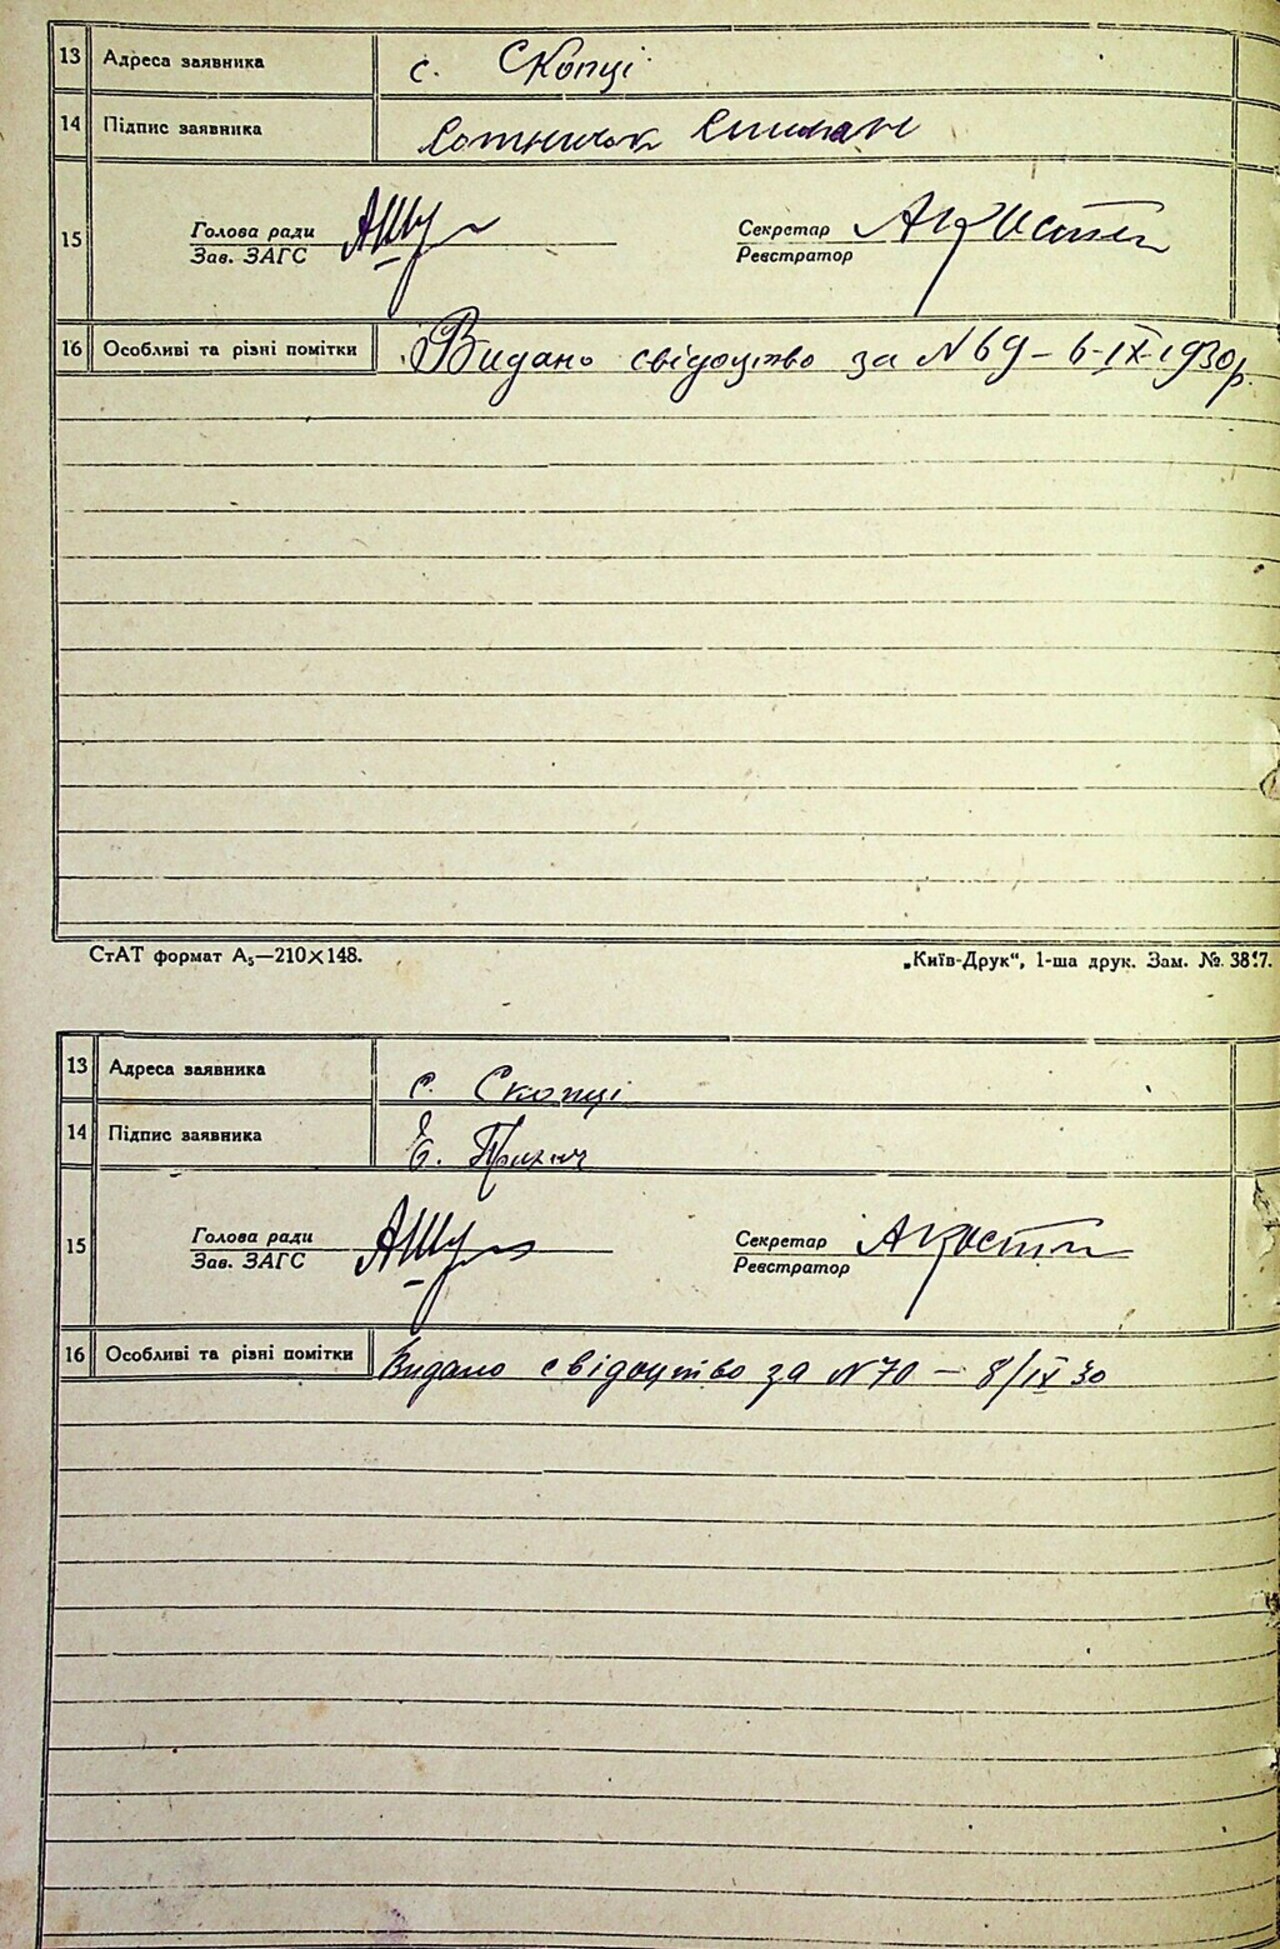 13 Адреса заявника с. Скопці
14 Підпис заявника
15 Голова ради Секретар
Зав. ЗАГС Реєстратор
16 Особливі та різні помітки Видано свідоцтво за №69 – 6-IX-1930р.
СтАТ формат А5—210×148. „Київ-Друк“, 1-ша друк. Зам. №
13 Адреса заявника с. Скопці
14 Підпис заявника Є.
15 Голова ради Секретар
Зав. ЗАГС Реєстратор
16 Особливі та різні помітки Видано свідоцтво за №70 – 8/IX 30